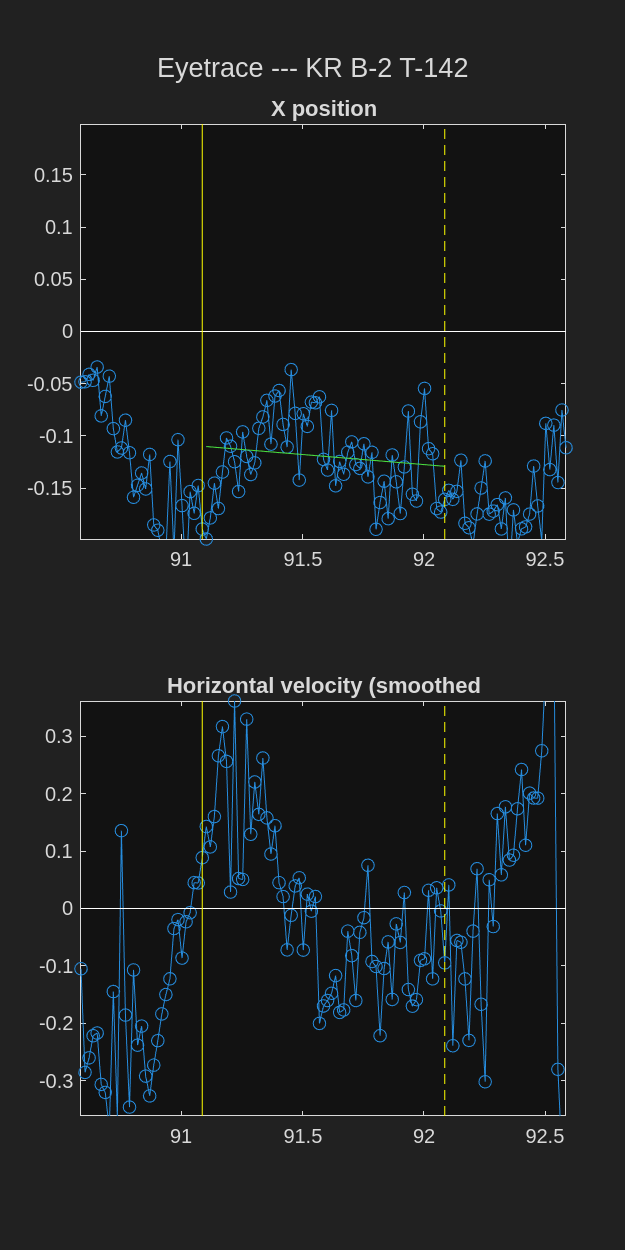 Eyetrace --- KR B-2 T-142
X position
0.15
0.1
0.05
0
-0.05
-0.1
-0.15
91 91.5 92 92.5
Horizontal velocity (smoothed
0.3
0.2
0.1
0
-0.1
-0.2
-0.3
91 91.5 92 92.5